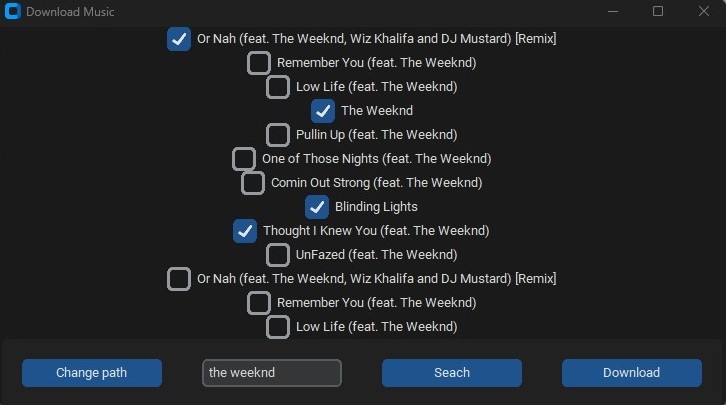 Download Music
Or Nah (feat. The Weeknd, Wiz Khalifa and DJ Mustard) [Remix]
Remember You (feat. The Weeknd)
Low Life (feat. The Weeknd)
The Weeknd
Pullin Up (feat. The Weeknd)
One of Those Nights (feat. The Weeknd)
Comin Out Strong (feat. The Weeknd)
Blinding Lights
Thought I Knew You (feat. The Weeknd)
UnFazed (feat. The Weeknd)
Or Nah (feat. The Weeknd, Wiz Khalifa and DJ Mustard) [Remix]
Remember You (feat. The Weeknd)
Low Life (feat. The Weeknd)
Change path the weeknd Seach Download